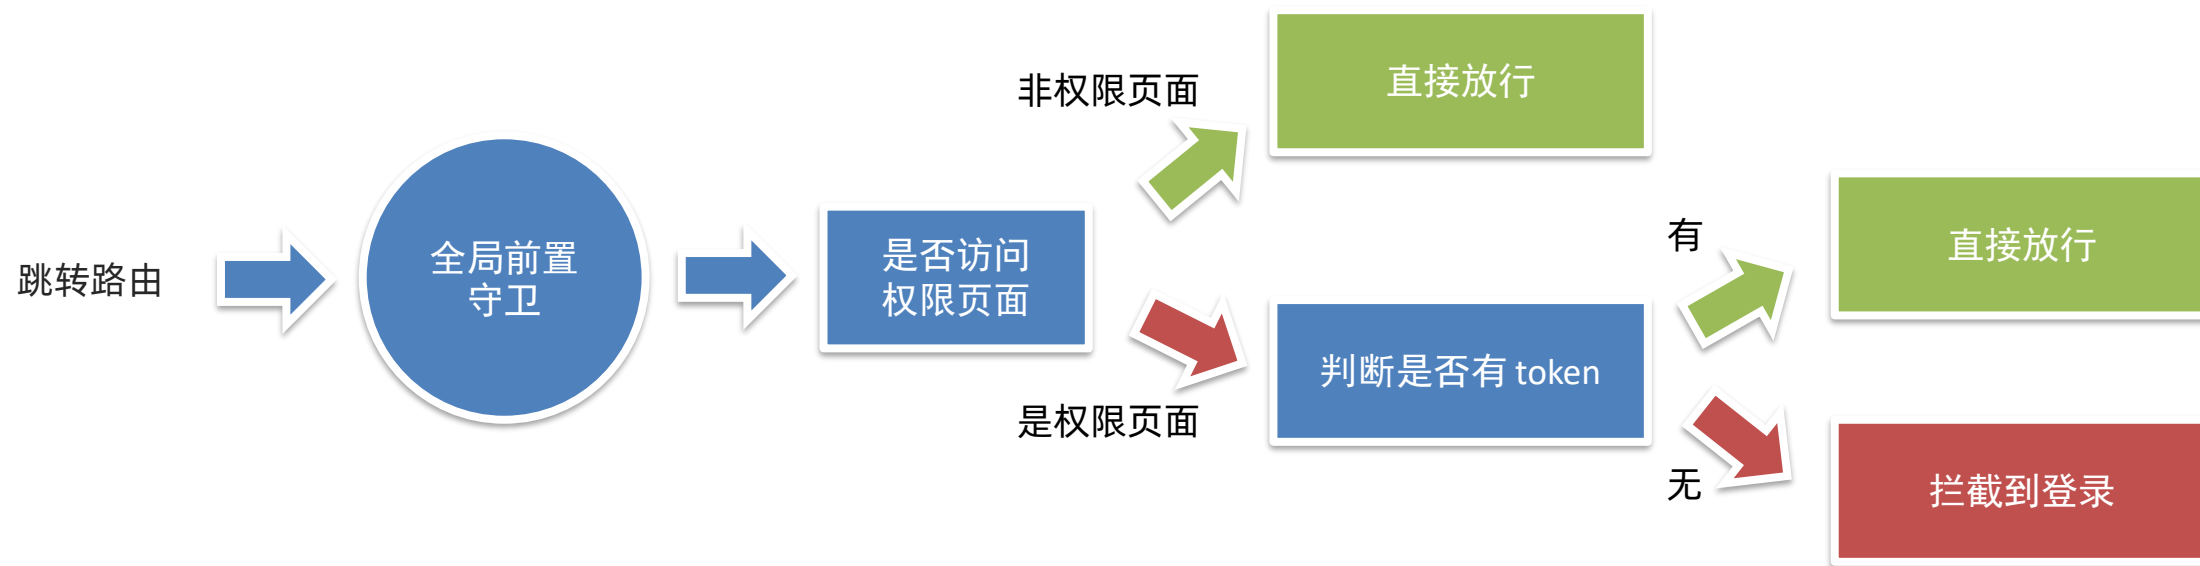 跳转路由
全局前置
守卫
是否访问
权限页面
非权限页面
直接放行
是权限页面
判断是否有 token
有
直接放行
无
拦截到登录